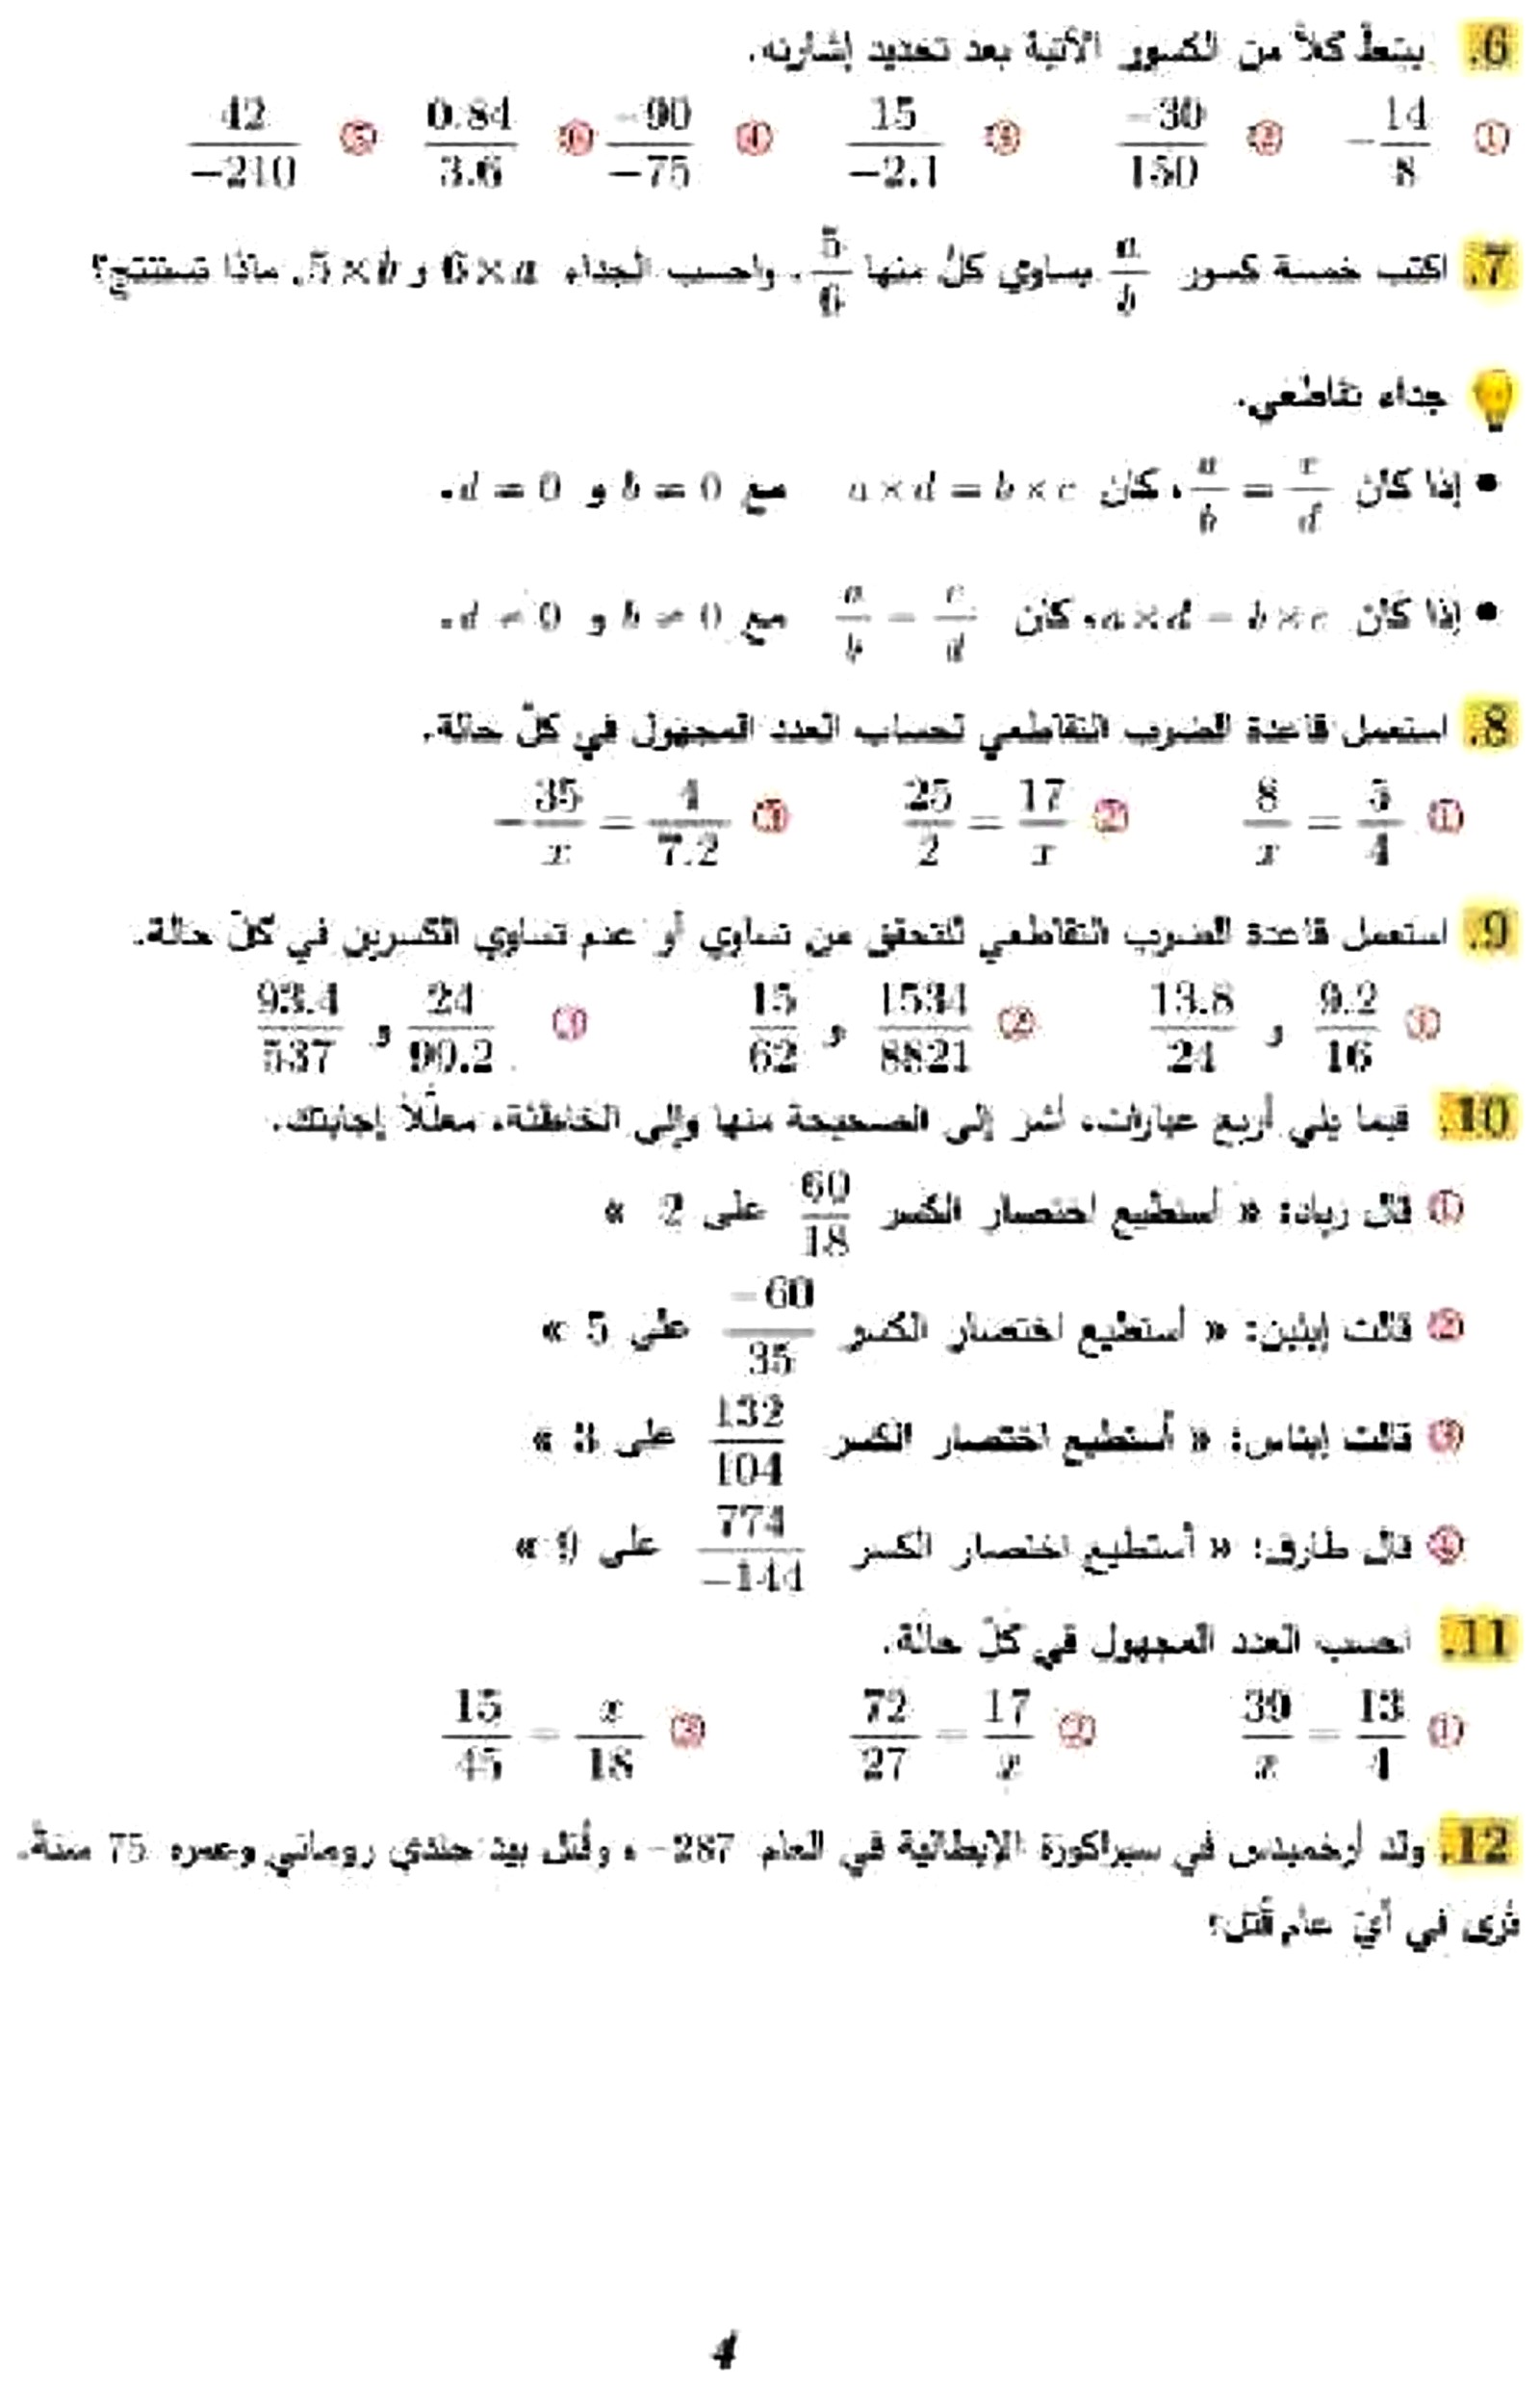 6. بسّط كلاً من الكسور الآتية بعد تحديد إشارته.
① -14/8 ② -30/150 ③ 15/-2.1 ④ -90/-75 ⑥ 0.84/3.6 ⑤ 42/-210
7. اكتب خمسة كسور a/b يساوي كلٌ منها 5/6. واحسب الجداء 6×a و 5×b. ماذا تستنتج؟
جداء تقاطعي.
• إذا كان a/b = c/d، كان a×d = b×c مع b ≠ 0 و d ≠ 0.
• إذا كان a×d = b×c، كان a/b = c/d مع b ≠ 0 و d ≠ 0.
8. استعمل قاعدة الضرب التقاطعي لحساب العدد المجهول في كلّ حالة.
① 8/x = 5/4 ② 25/2 = 17/x ③ -35/x = 4/7.2
9. استعمل قاعدة الضرب التقاطعي للتحقق من تساوي أو عدم تساوي الكسرين في كلّ حالة.
① 9.2/16 و 13.8/24 ② 1534/8821 و 15/62 ③ 24/90.2 و 93.4/537
10. فيما يلي أربع عبارات، أشر إلى الصحيحة منها وإلى الخاطئة، معلّلاً إجابتك.
① قال زياد: « أستطيع اختصار الكسر 60/18 على 2 »
② قالت إيلين: « أستطيع اختصار الكسر -60/35 على 5 »
③ قالت إيناس: « أستطيع اختصار الكسر 132/104 على 3 »
④ قال طارق: « أستطيع اختصار الكسر 774/-144 على 9 »
11. احسب العدد المجهول في كلّ حالة.
① 39/x = 13/4 ② 72/27 = 17/x ③ 15/45 = x/18
12. ولد أرخميدس في سيراكوزة الإيطالية في العام -287، وقُتل بيد جندي روماني وعمره 75 سنة.
تُرى في أيّ عام قُتل؟
4